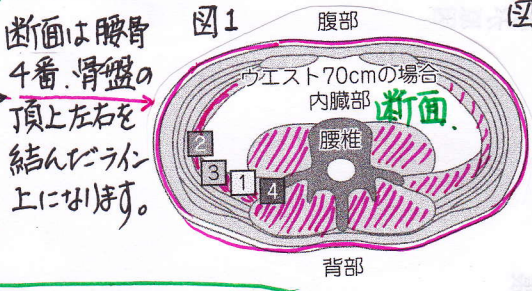 断面は腰骨
4番.骨盤の
頂上左右を
結んだライン
上になります。
図1
腹部
ウエスト70cmの場合
内臓部
断面.
腰椎
2
3
1
4
背部